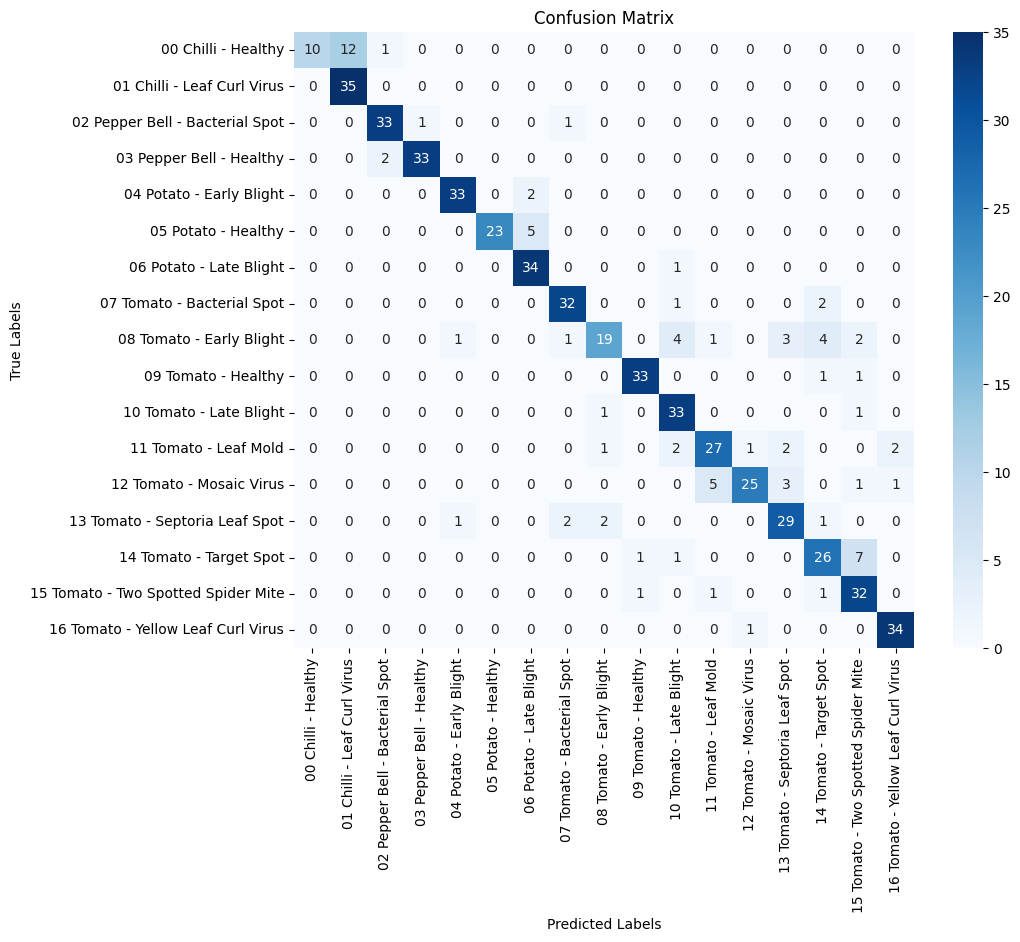 Confusion Matrix
True Labels
00 Chilli - Healthy 10 12 1 0 0 0 0 0 0 0 0 0 0 0 0 0 0
01 Chilli - Leaf Curl Virus 0 35 0 0 0 0 0 0 0 0 0 0 0 0 0 0 0
02 Pepper Bell - Bacterial Spot 0 0 33 1 0 0 0 1 0 0 0 0 0 0 0 0 0
03 Pepper Bell - Healthy 0 0 2 33 0 0 0 0 0 0 0 0 0 0 0 0 0
04 Potato - Early Blight 0 0 0 0 33 0 2 0 0 0 0 0 0 0 0 0 0
05 Potato - Healthy 0 0 0 0 0 23 5 0 0 0 0 0 0 0 0 0 0
06 Potato - Late Blight 0 0 0 0 0 0 34 0 0 0 1 0 0 0 0 0 0
07 Tomato - Bacterial Spot 0 0 0 0 0 0 0 32 0 0 1 0 0 0 2 0 0
08 Tomato - Early Blight 0 0 0 0 1 0 0 1 19 0 4 1 0 3 4 2 0
09 Tomato - Healthy 0 0 0 0 0 0 0 0 0 33 0 0 0 0 1 1 0
10 Tomato - Late Blight 0 0 0 0 0 0 0 0 1 0 33 0 0 0 0 1 0
11 Tomato - Leaf Mold 0 0 0 0 0 0 0 0 1 0 2 27 1 2 0 0 2
12 Tomato - Mosaic Virus 0 0 0 0 0 0 0 0 0 0 0 5 25 3 0 1 1
13 Tomato - Septoria Leaf Spot 0 0 0 0 1 0 0 2 2 0 0 0 0 29 1 0 0
14 Tomato - Target Spot 0 0 0 0 0 0 0 0 0 1 1 0 0 0 26 7 0
15 Tomato - Two Spotted Spider Mite 0 0 0 0 0 0 0 0 0 1 0 1 0 0 1 32 0
16 Tomato - Yellow Leaf Curl Virus 0 0 0 0 0 0 0 0 0 0 0 0 1 0 0 0 34
00 Chilli - Healthy
01 Chilli - Leaf Curl Virus
02 Pepper Bell - Bacterial Spot
03 Pepper Bell - Healthy
04 Potato - Early Blight
05 Potato - Healthy
06 Potato - Late Blight
07 Tomato - Bacterial Spot
08 Tomato - Early Blight
09 Tomato - Healthy
10 Tomato - Late Blight
11 Tomato - Leaf Mold
12 Tomato - Mosaic Virus
13 Tomato - Septoria Leaf Spot
14 Tomato - Target Spot
15 Tomato - Two Spotted Spider Mite
16 Tomato - Yellow Leaf Curl Virus
Predicted Labels
35
30
25
20
15
10
5
0